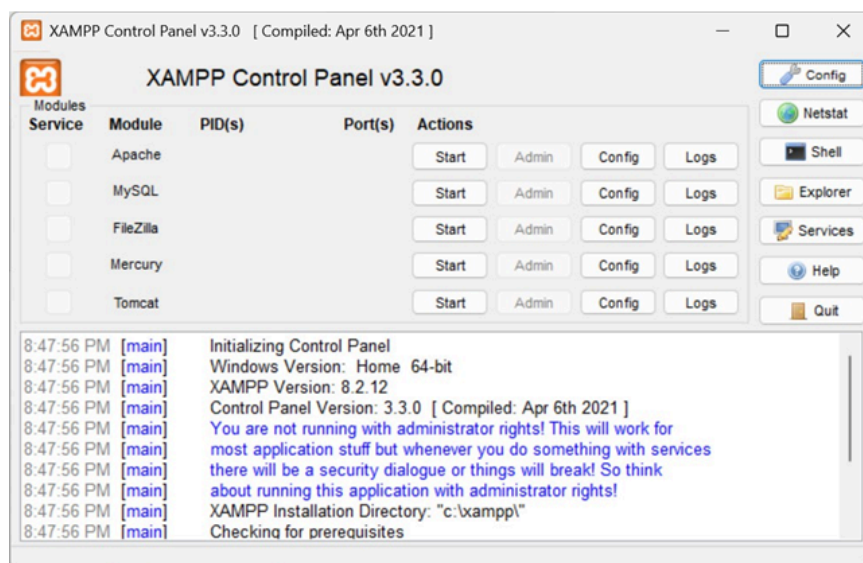 XAMPP Control Panel v3.3.0 [ Compiled: Apr 6th 2021 ]
XAMPP Control Panel v3.3.0
Config
Modules
Service Module PID(s) Port(s) Actions
Netstat
Apache Start Admin Config Logs
Shell
MySQL Start Admin Config Logs
Explorer
FileZilla Start Admin Config Logs
Services
Mercury Start Admin Config Logs
Help
Tomcat Start Admin Config Logs
Quit
8:47:56 PM [main] Initializing Control Panel
8:47:56 PM [main] Windows Version: Home 64-bit
8:47:56 PM [main] XAMPP Version: 8.2.12
8:47:56 PM [main] Control Panel Version: 3.3.0 [ Compiled: Apr 6th 2021 ]
8:47:56 PM [main] You are not running with administrator rights! This will work for
8:47:56 PM [main] most application stuff but whenever you do something with services
8:47:56 PM [main] there will be a security dialogue or things will break! So think
8:47:56 PM [main] about running this application with administrator rights!
8:47:56 PM [main] XAMPP Installation Directory: "c:\xampp\"
8:47:56 PM [main] Checking for prerequisites